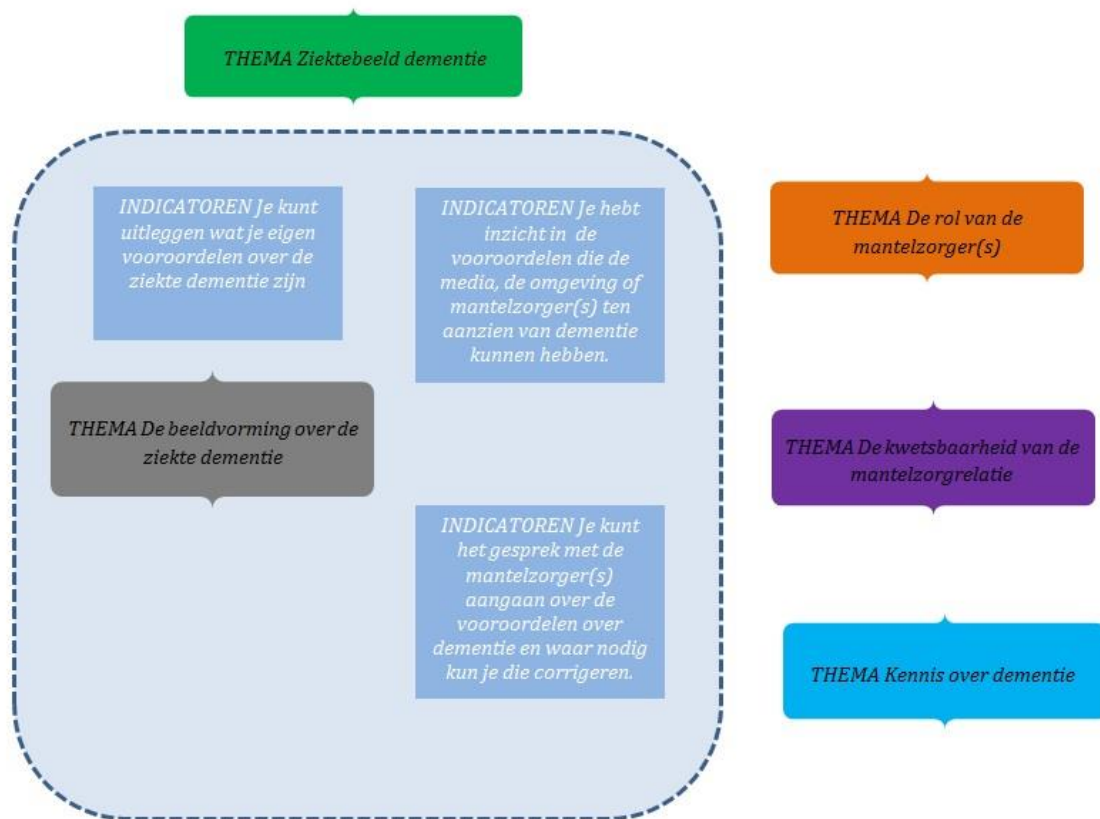 THEMA Ziektebeeld dementie
INDICATOREN Je kunt
uitleggen wat je eigen
vooroordelen over de
ziekte dementie zijn
INDICATOREN Je hebt
inzicht in de
vooroordelen die de
media, de omgeving of
mantelzorger(s) ten
aanzien van dementie
kunnen hebben.
THEMA De rol van de
mantelzorger(s)
THEMA De beeldvorming over de
ziekte dementie
THEMA De kwetsbaarheid van de
mantelzorgrelatie
INDICATOREN Je kunt
het gesprek met de
mantelzorger(s)
aangaan over de
vooroordelen over
dementie en waar nodig
kun je die corrigeren.
THEMA Kennis over dementie